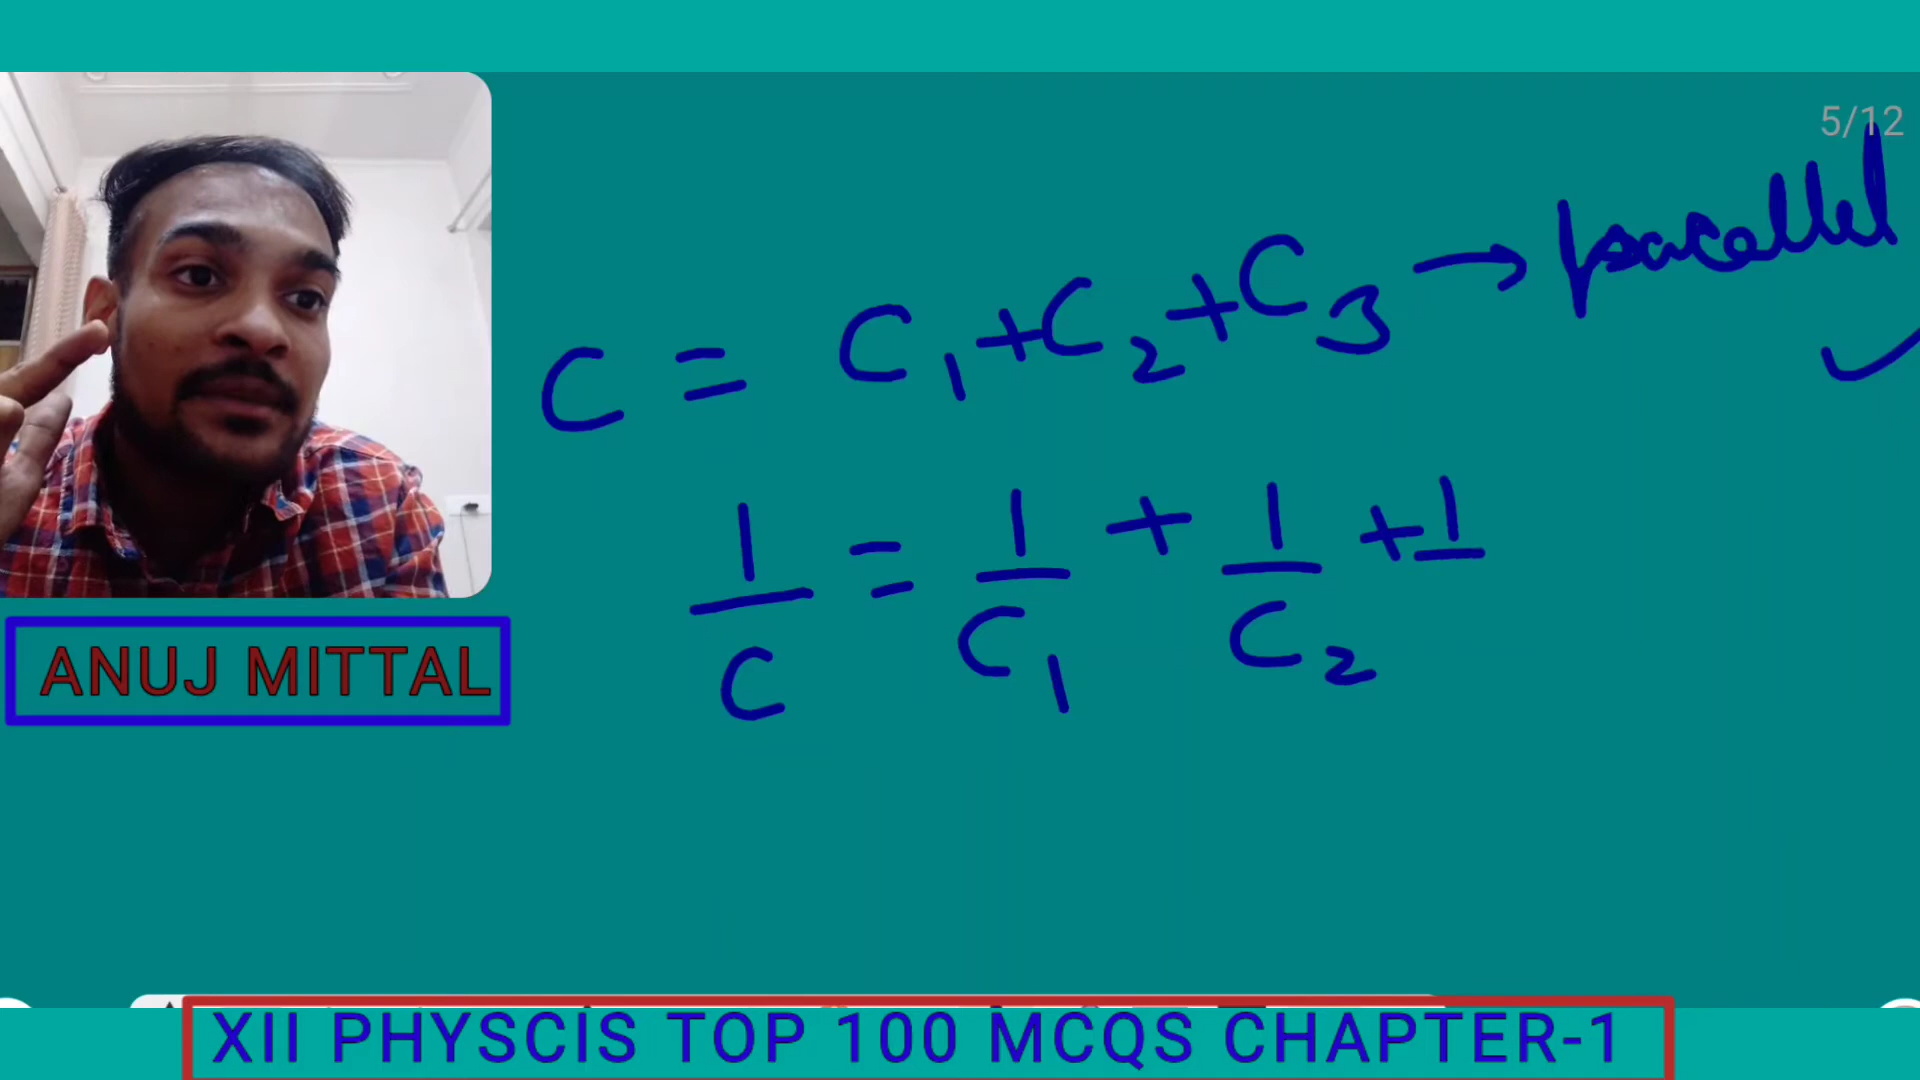 5/12
C = C1 + C2 + C3 → parallel
1/C = 1/C1 + 1/C2 + 1/
ANUJ MITTAL
XII PHYSCIS TOP 100 MCQS CHAPTER-1